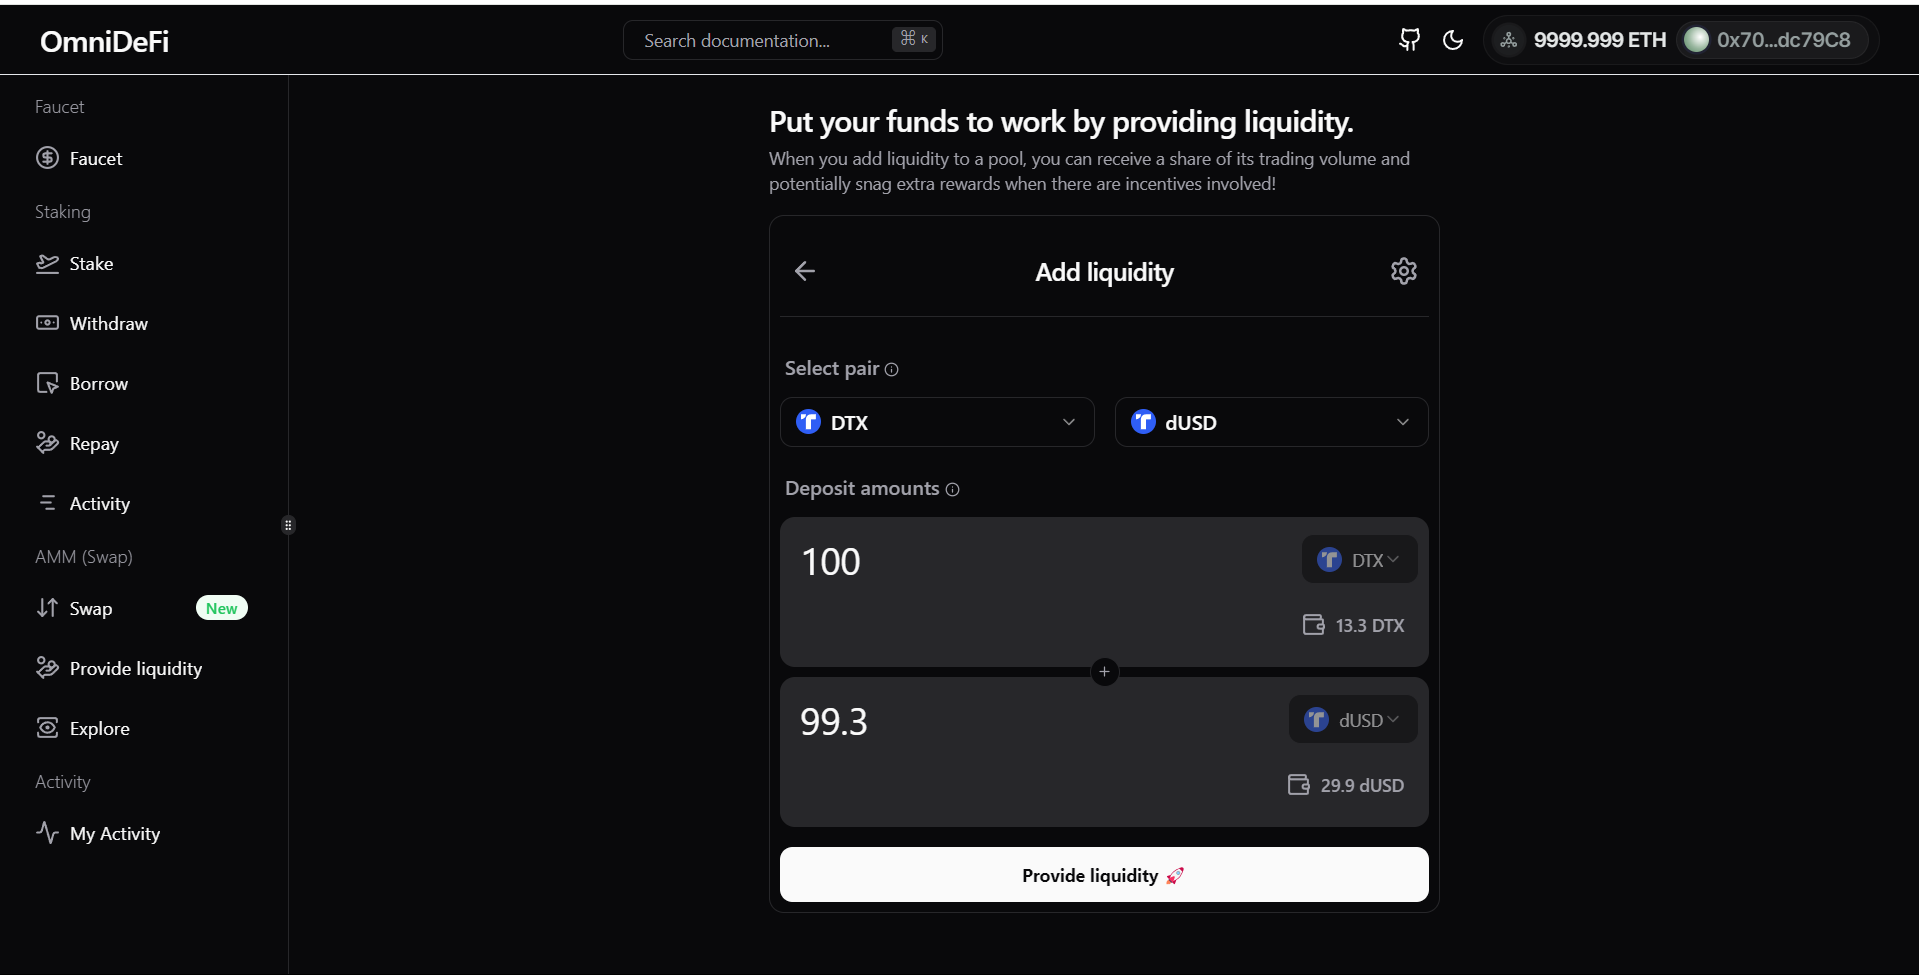 OmniDeFi
Search documentation...
⌘ K
9999.999 ETH
0x70...dc79C8
Faucet
Faucet
Staking
Stake
Withdraw
Borrow
Repay
Activity
AMM (Swap)
Swap
New
Provide liquidity
Explore
Activity
My Activity
Put your funds to work by providing liquidity.
When you add liquidity to a pool, you can receive a share of its trading volume and
potentially snag extra rewards when there are incentives involved!
Add liquidity
Select pair
DTX
dUSD
Deposit amounts
100
DTX
13.3 DTX
+
99.3
dUSD
29.9 dUSD
Provide liquidity 🚀